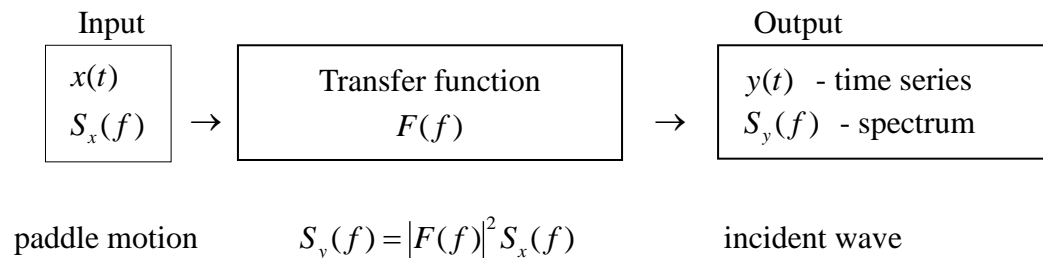 Input Output
x(t) Transfer function y(t) - time series
S_x(f) → F(f) → S_y(f) - spectrum
paddle motion S_y(f) = |F(f)|^2 S_x(f) incident wave